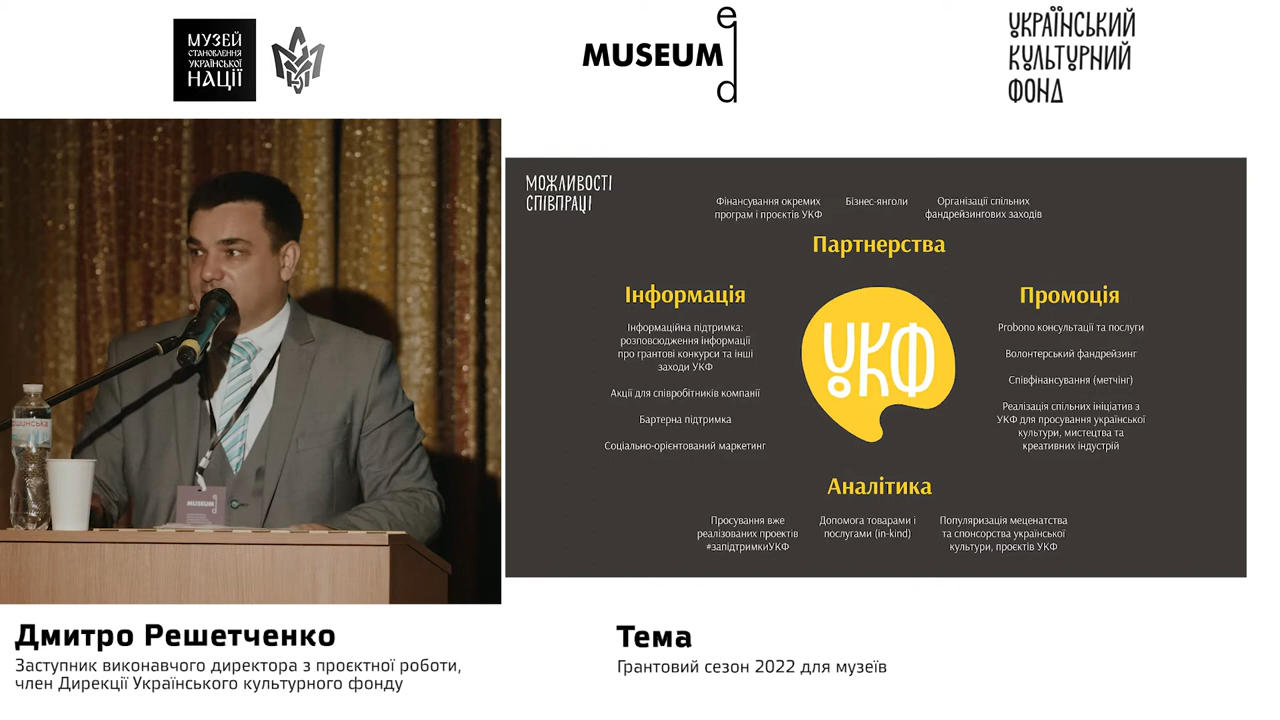 МУЗЕЙ
СТАНОВЛЕННЯ
УКРАЇНСЬКОЇ
НАЦІЇ
MUSEUM ed
УКРАЇНСЬКИЙ
КУЛЬТУРНИЙ
ФОНД
МОЖЛИВОСТІ
СПІВПРАЦІ
Фінансування окремих
програм і проєктів УКФ
Бізнес-янголи
Організації спільних
фандрейзингових заходів
Партнерства
Інформація
Інформаційна підтримка:
розповсюдження інформації
про грантові конкурси та інші
заходи УКФ
Акції для співробітників компанії
Бартерна підтримка
Соціально-орієнтований маркетинг
УКФ
Промоція
Probono консультації та послуги
Волонтерський фандрейзинг
Співфінансування (метчінг)
Реалізація спільних ініціатив з
УКФ для просування української
культури, мистецтва та
креативних індустрій
Аналітика
Просування вже
реалізованих проектів
#запідтримкиУКФ
Допомога товарами і
послугами (in-kind)
Популяризація меценатства
та спонсорства української
культури, проєктів УКФ
MUSEUM
Дмитро Решетченко
Заступник виконавчого директора з проєктної роботи,
член Дирекції Українського культурного фонду
Тема
Грантовий сезон 2022 для музеїв